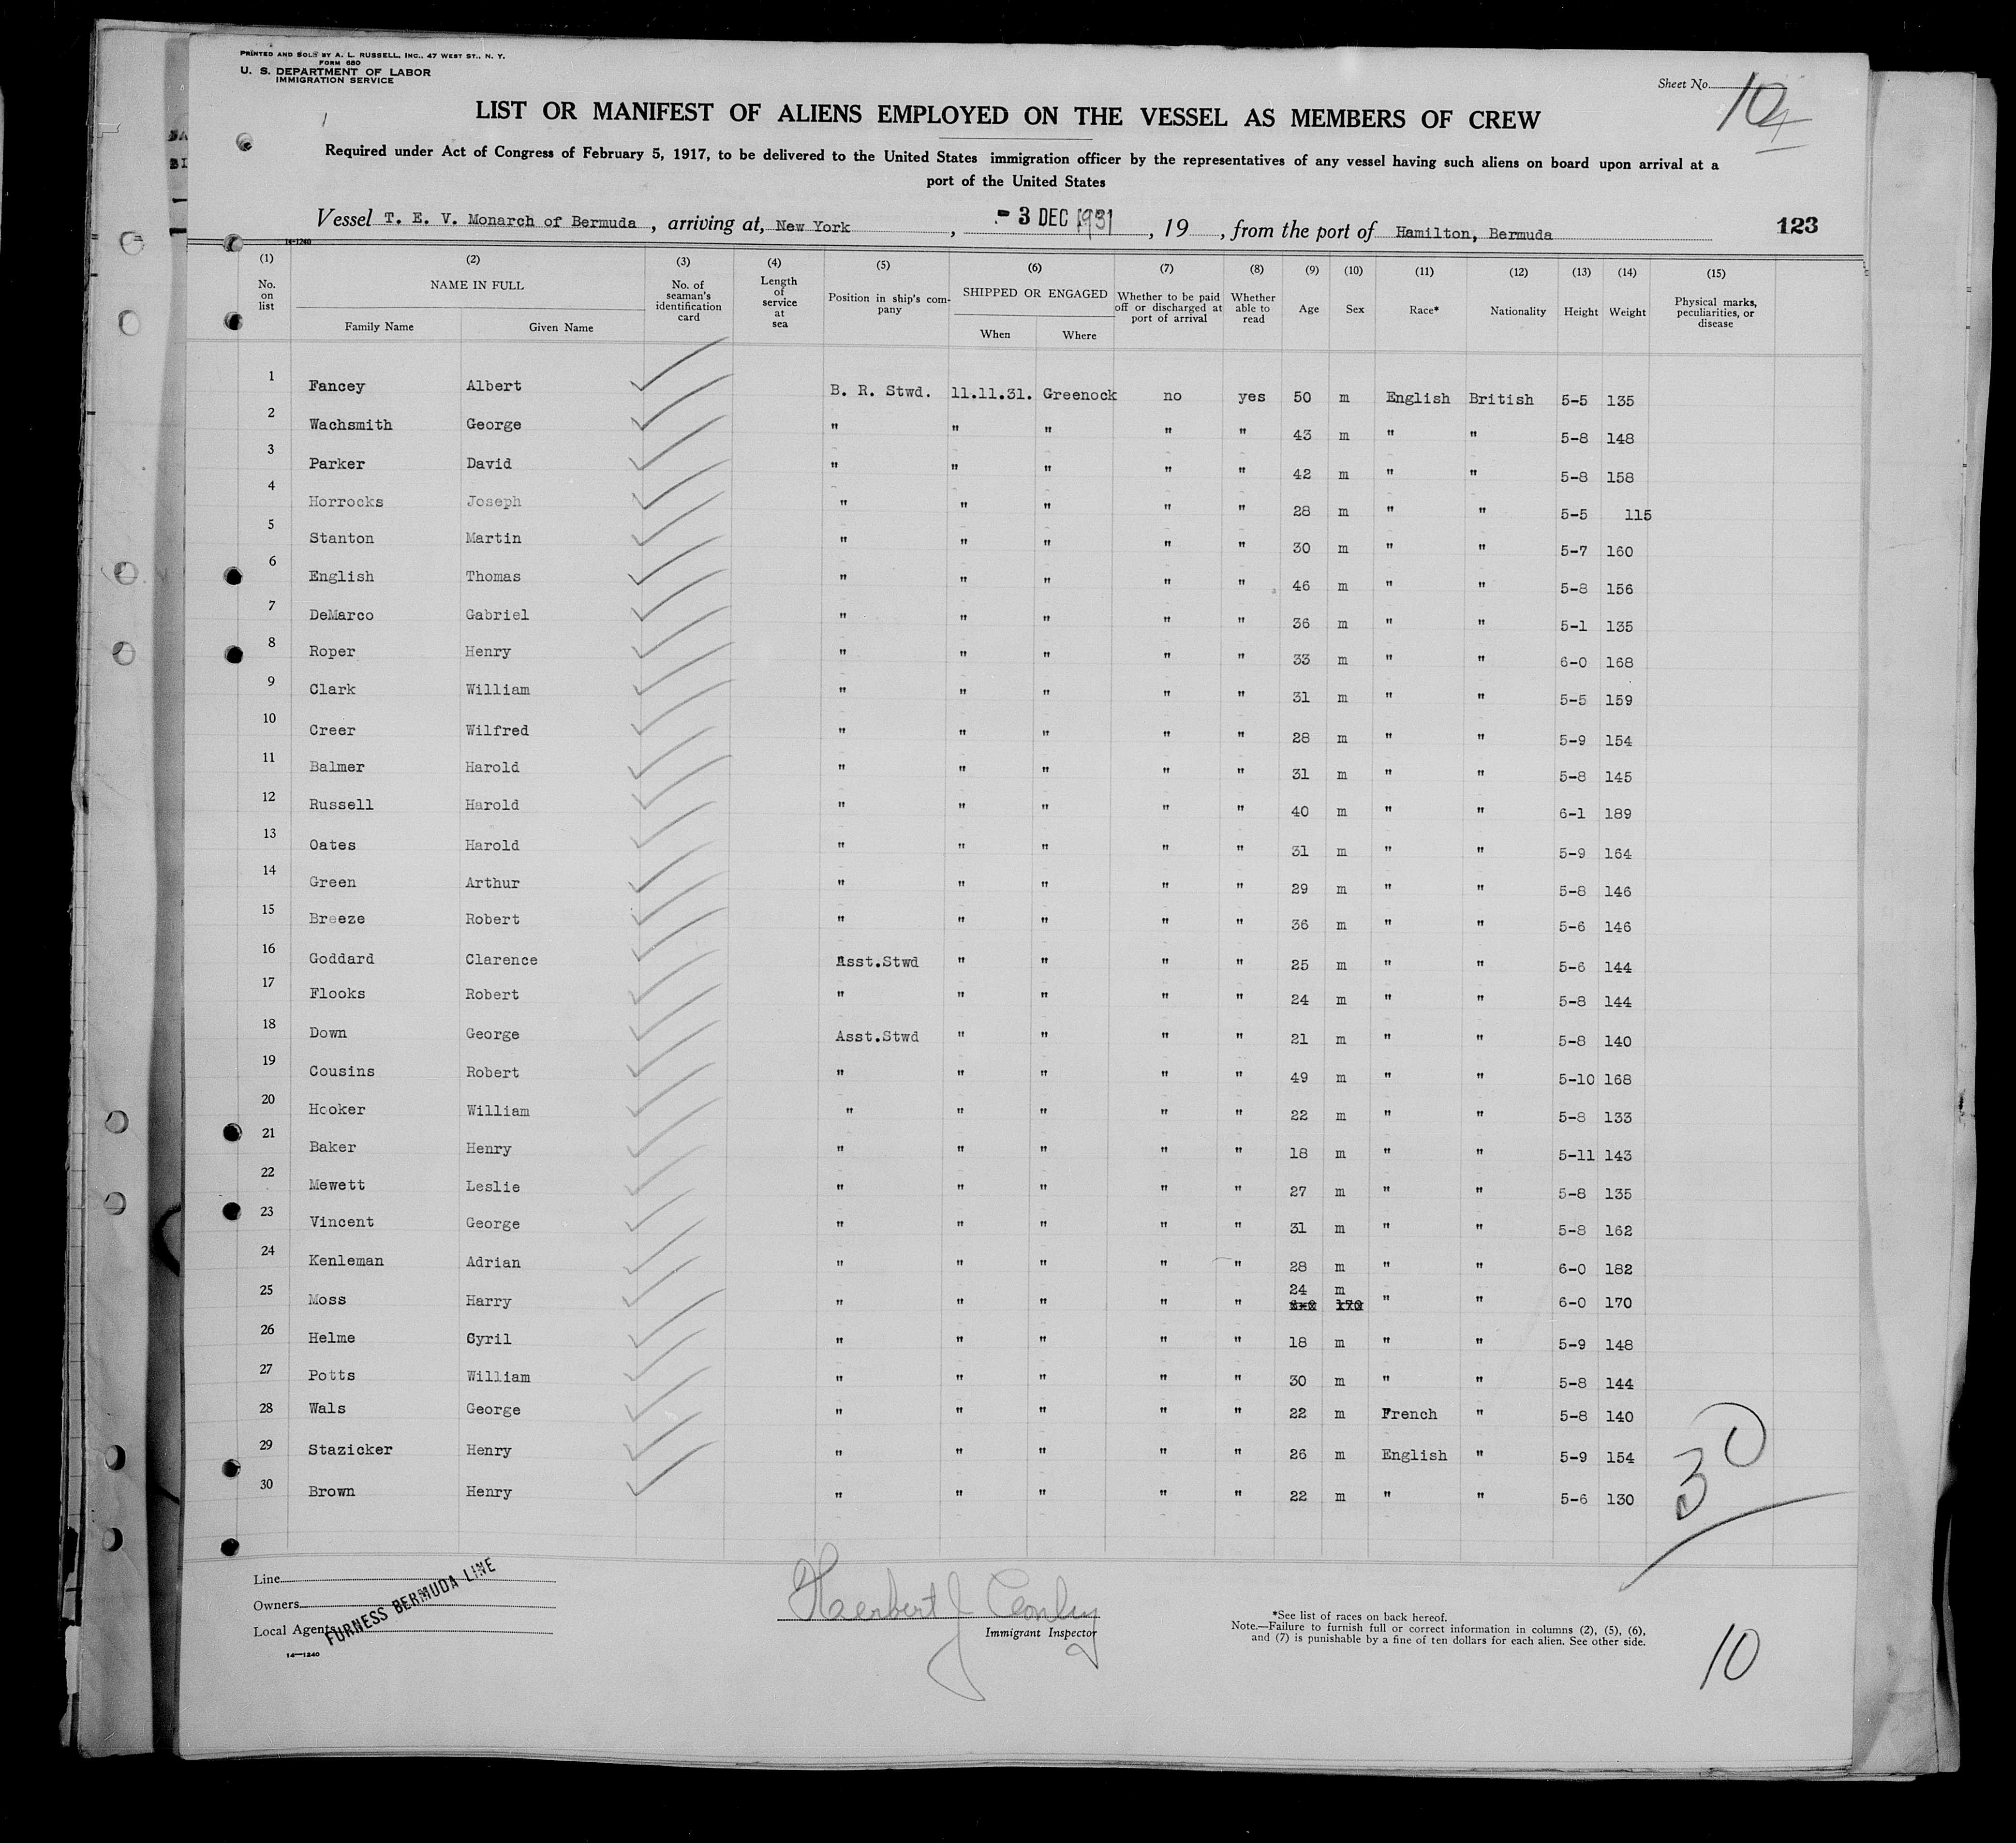 PRINTED AND SOLD BY A. L. RUSSELL, INC., 47 WEST ST., N. Y.
FORM 680
U. S. DEPARTMENT OF LABOR
IMMIGRATION SERVICE
Sheet No. 10
LIST OR MANIFEST OF ALIENS EMPLOYED ON THE VESSEL AS MEMBERS OF CREW
Required under Act of Congress of February 5, 1917, to be delivered to the United States immigration officer by the representatives of any vessel having such aliens on board upon arrival at a
port of the United States
Vessel T. E. V. Monarch of Bermuda, arriving at, New York, - 3 DEC 1931, 19 , from the port of Hamilton, Bermuda 123
14-1240
(1) (2) (3) (4) (5) (6) (7) (8) (9) (10) (11) (12) (13) (14) (15)
No. on list NAME IN FULL Family Name Given Name No. of seaman's identification card Length of service at sea Position in ship's company SHIPPED OR ENGAGED When Where Whether to be paid off or discharged at port of arrival Whether able to read Age Sex Race* Nationality Height Weight Physical marks, peculiarities, or disease
1 Fancey Albert B. R. Stwd. 11.11.31. Greenock no yes 50 m English British 5-5 135
2 Wachsmith George " " " " " 43 m " " 5-8 148
3 Parker David " " " " " 42 m " " 5-8 158
4 Horrocks Joseph " " " " " 28 m " " 5-5 115
5 Stanton Martin " " " " " 30 m " " 5-7 160
6 English Thomas " " " " " 46 m " " 5-8 156
7 DeMarco Gabriel " " " " " 36 m " " 5-1 135
8 Roper Henry " " " " " 33 m " " 6-0 168
9 Clark William " " " " " 31 m " " 5-5 159
10 Creer Wilfred " " " " " 28 m " " 5-9 154
11 Balmer Harold " " " " " 31 m " " 5-8 145
12 Russell Harold " " " " " 40 m " " 6-1 189
13 Oates Harold " " " " " 31 m " " 5-9 164
14 Green Arthur " " " " " 29 m " " 5-8 146
15 Breeze Robert " " " " " 36 m " " 5-6 146
16 Goddard Clarence Asst.Stwd " " " " 25 m " " 5-6 144
17 Flooks Robert " " " " " 24 m " " 5-8 144
18 Down George Asst.Stwd " " " " 21 m " " 5-8 140
19 Cousins Robert " " " " " 49 m " " 5-10 168
20 Hooker William " " " " " 22 m " " 5-8 133
21 Baker Henry " " " " " 18 m " " 5-11 143
22 Mewett Leslie " " " " " 27 m " " 5-8 135
23 Vincent George " " " " " 31 m " " 5-8 162
24 Kenleman Adrian " " " " " 28 m " " 6-0 182
25 Moss Harry " " " " " 24 m " " 6-0 170
26 Helme Cyril " " " " " 18 m " " 5-9 148
27 Potts William " " " " " 30 m " " 5-8 144
28 Wals George " " " " " 22 m French " 5-8 140
29 Stazicker Henry " " " " " 26 m English " 5-9 154
30 Brown Henry " " " " " 22 m " " 5-6 130
30
Line
Owners
Local Agents
FURNESS BERMUDA LINE
14-1240
Immigrant Inspector
*See list of races on back hereof.
Note.—Failure to furnish full or correct information in columns (2), (5), (6),
and (7) is punishable by a fine of ten dollars for each alien. See other side.
10